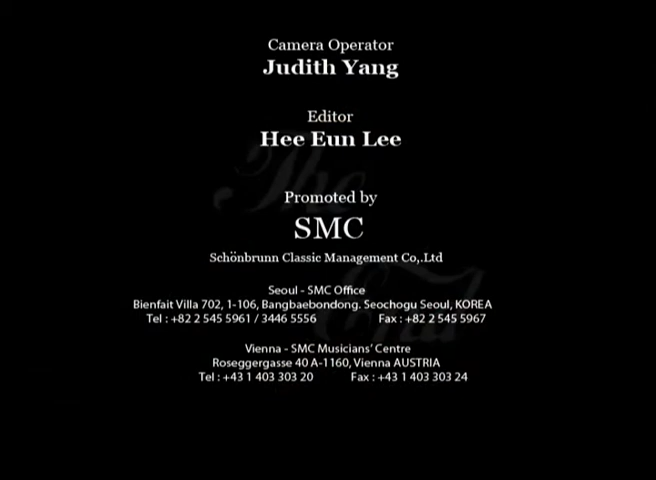 Camera Operator
Judith Yang
Editor
Hee Eun Lee
The
Promoted by
SMC
Schönbrunn Classic Management Co,.Ltd
End
Seoul - SMC Office
Bienfait Villa 702, 1-106, Bangbaebondong. Seochogu Seoul, KOREA
Tel : +82 2 545 5961 / 3446 5556 Fax : +82 2 545 5967
Vienna - SMC Musicians' Centre
Roseggergasse 40 A-1160, Vienna AUSTRIA
Tel : +43 1 403 303 20 Fax : +43 1 403 303 24